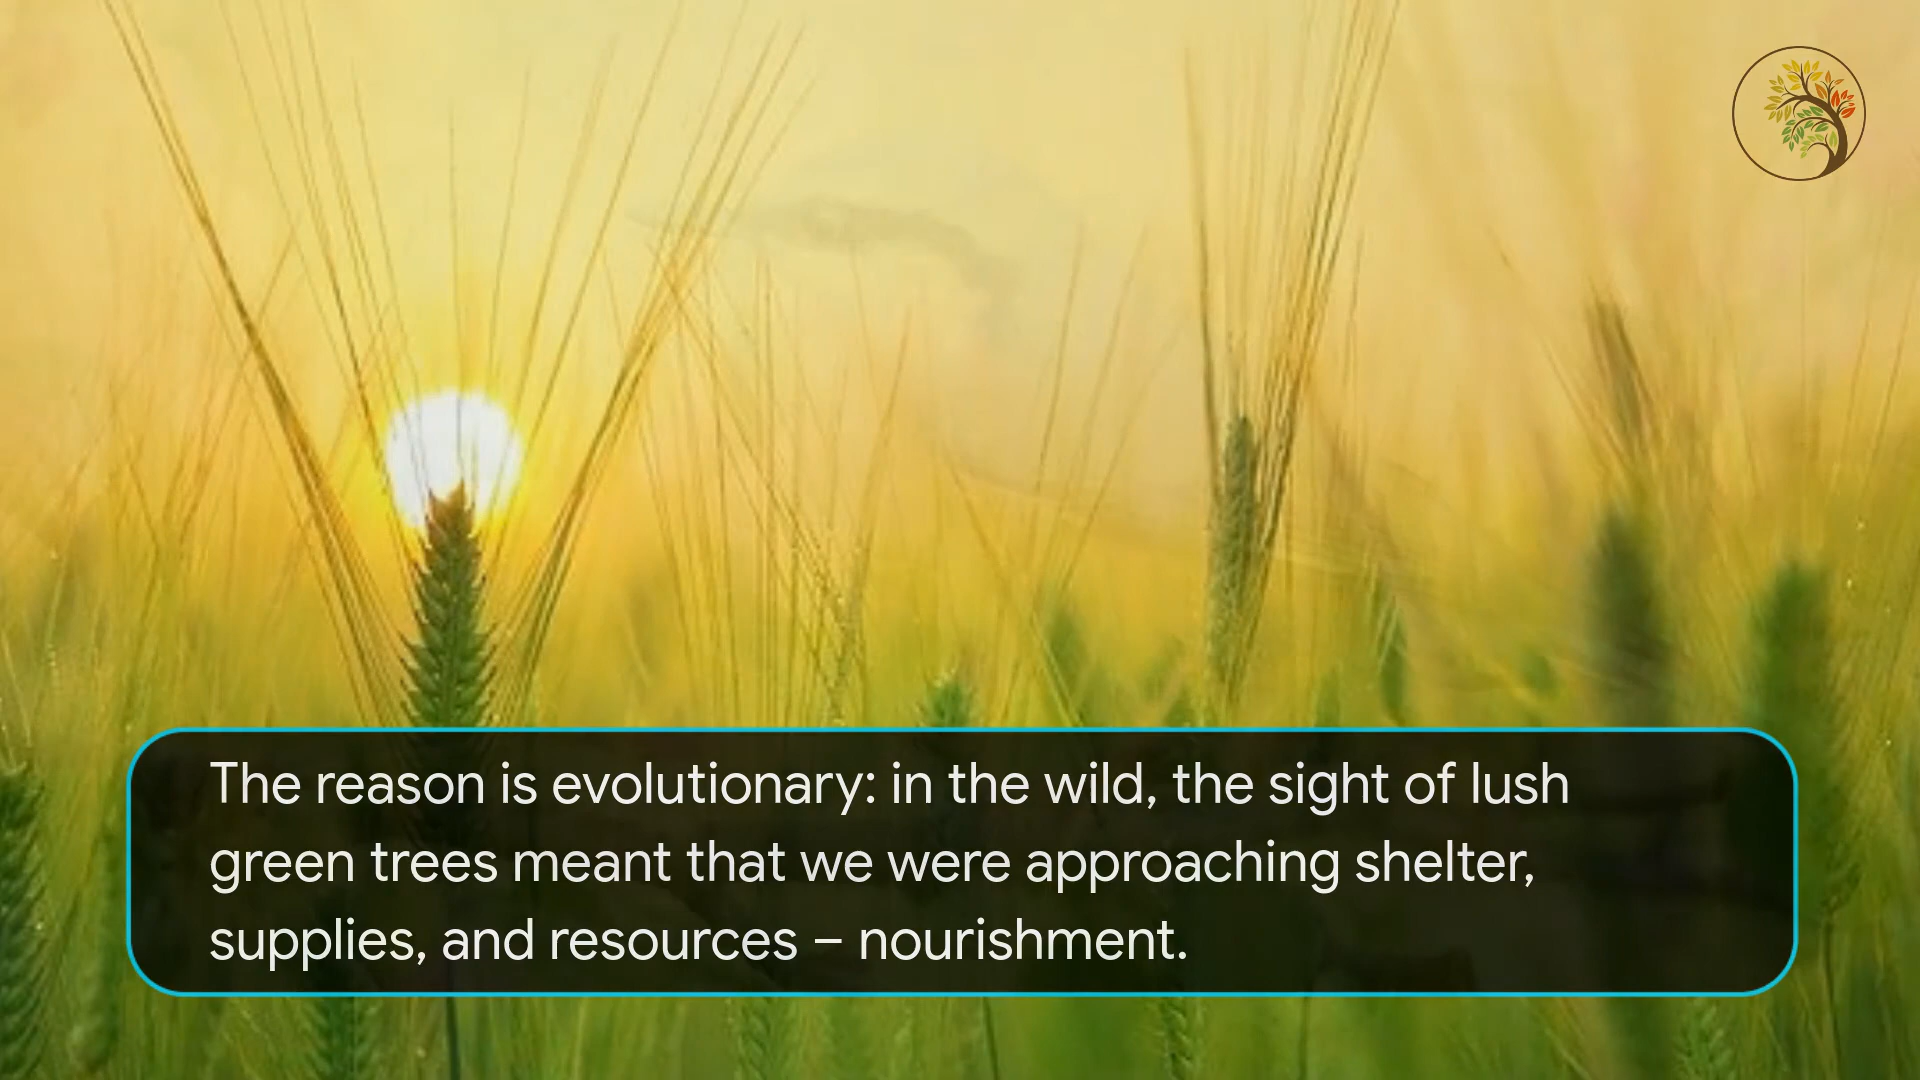 The reason is evolutionary: in the wild, the sight of lush
green trees meant that we were approaching shelter,
supplies, and resources – nourishment.